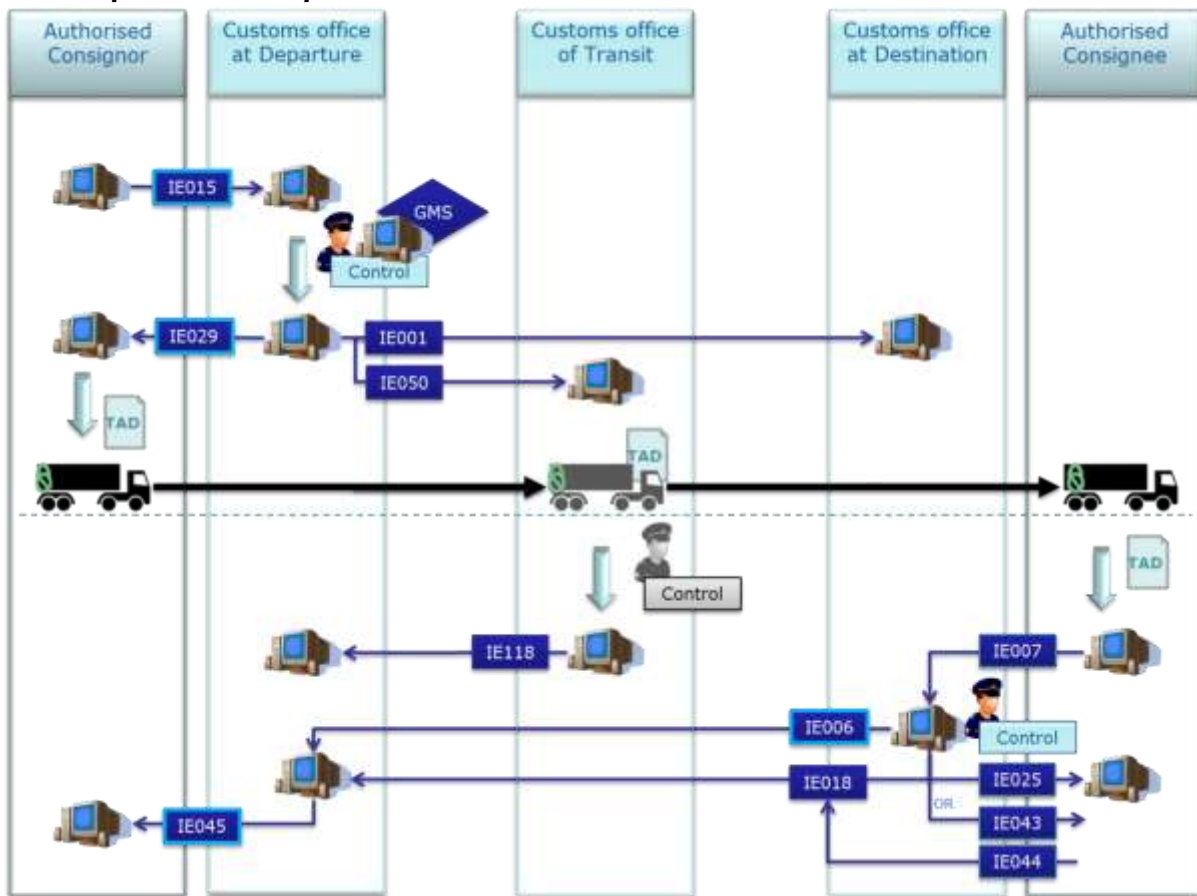 Authorised
Consignor
Customs office
at Departure
Customs office
of Transit
Customs office
at Destination
Authorised
Consignee
IE015
GMS
Control
IE029
IE001
IE050
TAD
TAD
Control
TAD
IE118
IE007
IE006
Control
IE018
IE025
OR
IE045
IE043
IE044